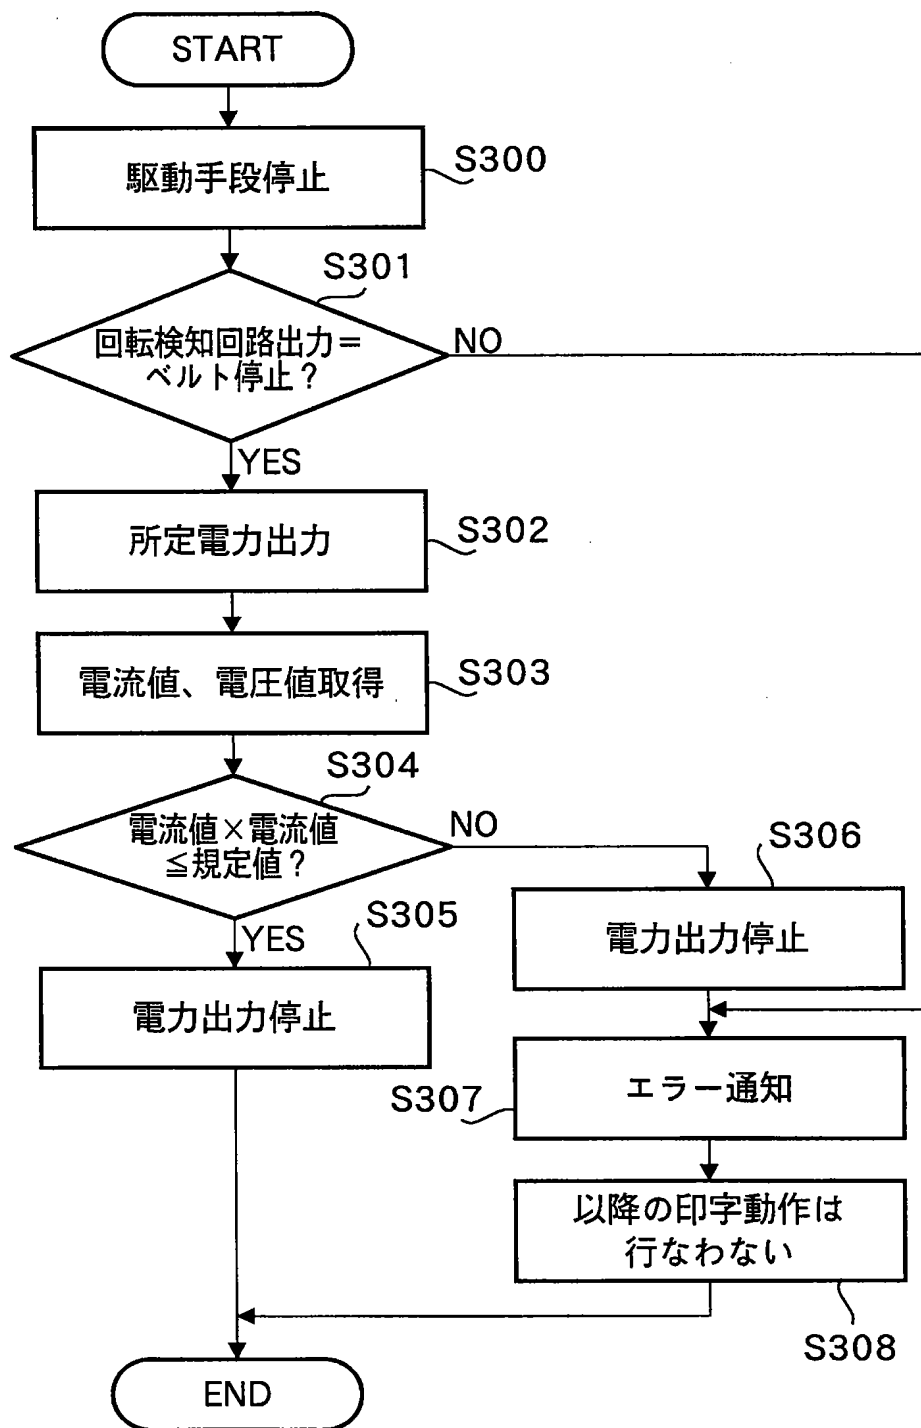 START
駆動手段停止
S300
S301
回転検知回路出力＝
ベルト停止？
NO
YES
所定電力出力
S302
電流値、電圧値取得
S303
S304
電流値×電流値
≦規定値？
NO
YES
S305
電力出力停止
S306
電力出力停止
エラー通知
S307
以降の印字動作は
行なわない
S308
END